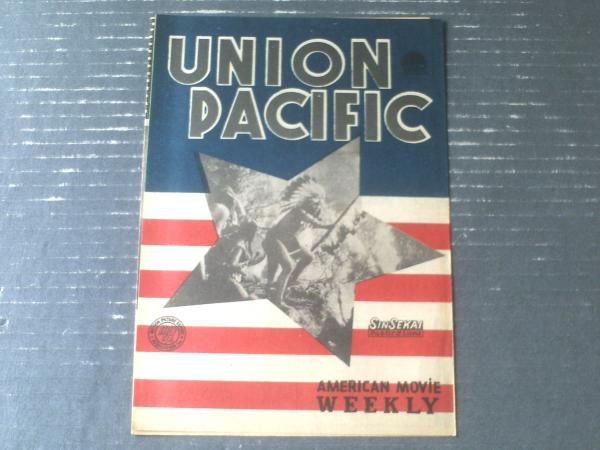 UNION
PACIFIC
SINSEKAI
AMERICAN MOViE
WEEKLY